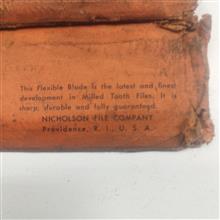 This Flexible Blade is the latest and finest
development in Milled Tooth Files. It is
sharp, durable and fully guaranteed.
NICHOLSON FILE COMPANY
Providence, R. I., U. S. A.